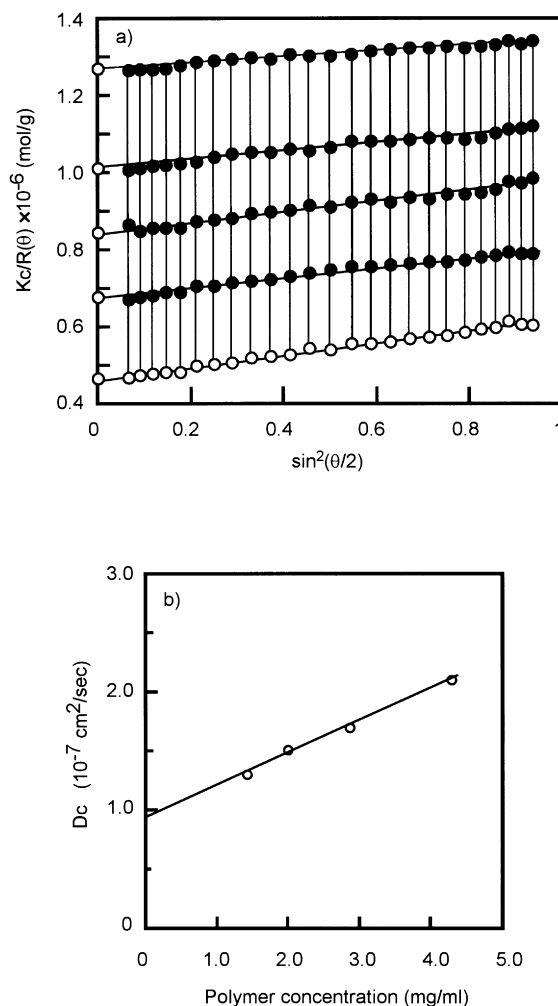 a)
1.4
1.2
1.0
0.8
0.6
0.4
Kc/R(θ) ×10⁻⁶ (mol/g)
0 0.2 0.4 0.6 0.8 1
sin²(θ/2)
b)
3.0
2.0
1.0
0
Dc (10⁻⁷ cm²/sec)
0 1.0 2.0 3.0 4.0 5.0
Polymer concentration (mg/ml)